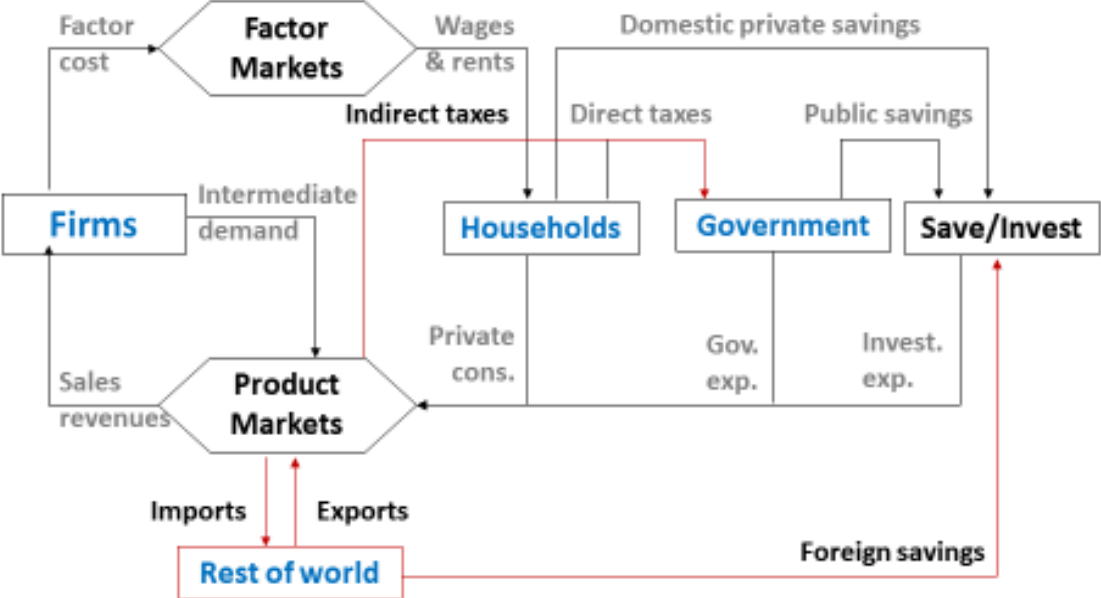 Factor
cost
Factor
Markets
Wages
& rents
Domestic private savings
Indirect taxes
Direct taxes
Public savings
Firms
Intermediate
demand
Households
Government
Save/Invest
Private
cons.
Gov.
exp.
Invest.
exp.
Sales
revenues
Product
Markets
Imports
Exports
Foreign savings
Rest of world